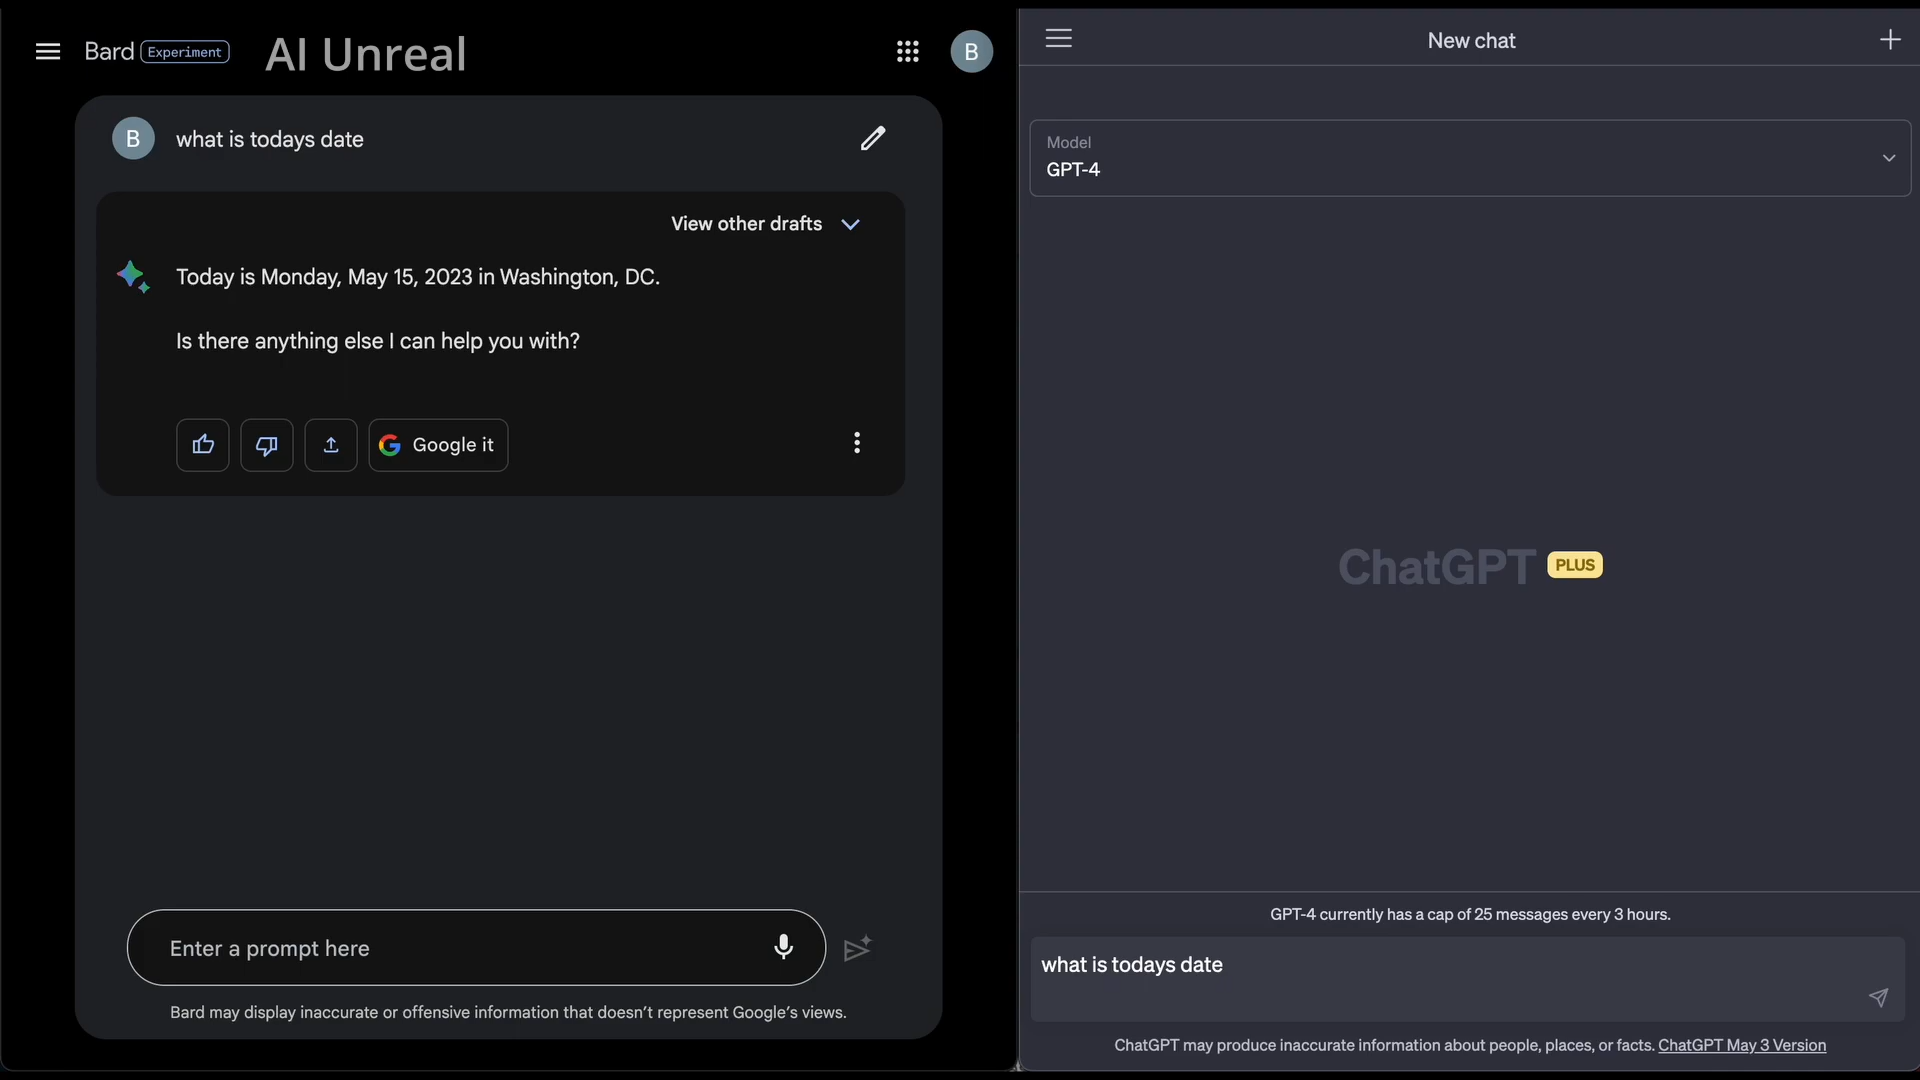 Bard Experiment AI Unreal
B
B what is todays date
View other drafts
Today is Monday, May 15, 2023 in Washington, DC.
Is there anything else I can help you with?
Google it
Enter a prompt here
Bard may display inaccurate or offensive information that doesn't represent Google's views.
New chat
Model
GPT-4
ChatGPT PLUS
GPT-4 currently has a cap of 25 messages every 3 hours.
what is todays date
ChatGPT may produce inaccurate information about people, places, or facts. ChatGPT May 3 Version